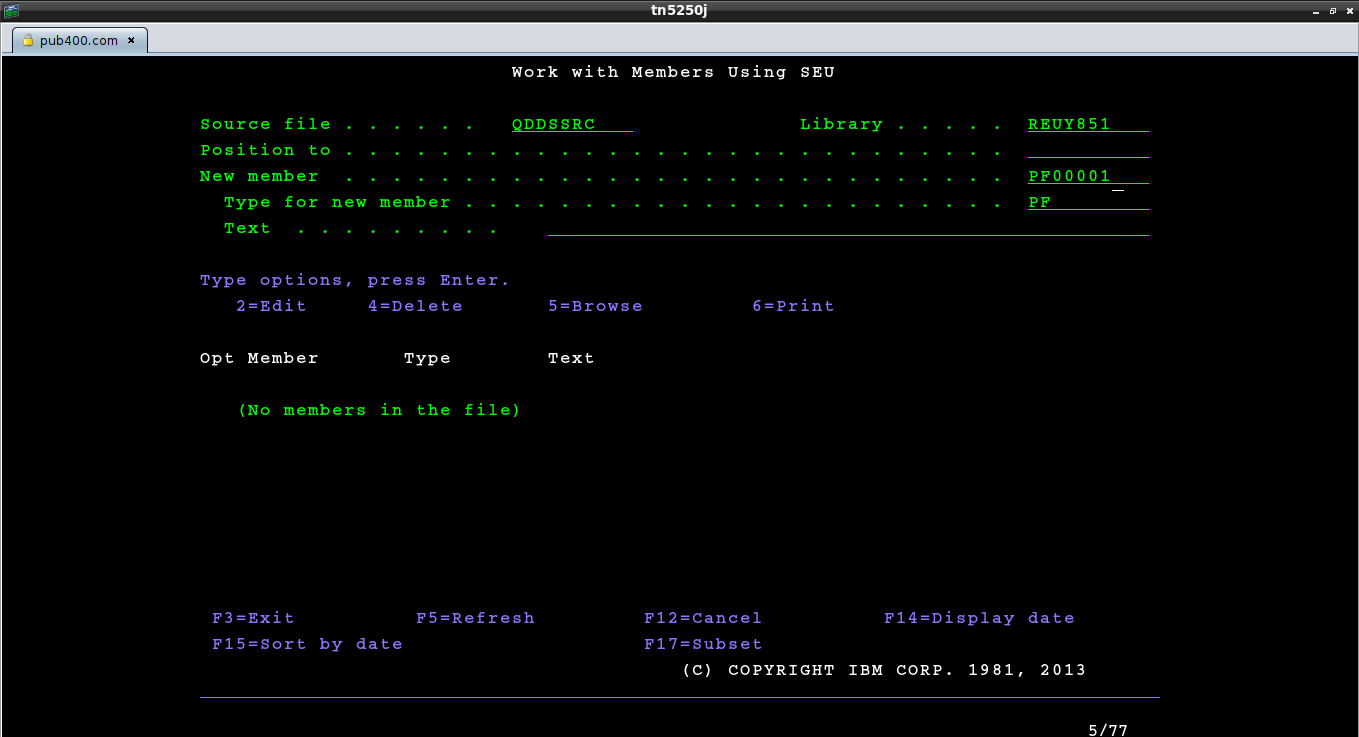 tn5250j
pub400.com
Work with Members Using SEU
Source file . . . . . . QDDSSRC Library . . . . . REUY851
Position to . . . . . . . . . . . . . . . . . . . . . . . . . . . .
New member . . . . . . . . . . . . . . . . . . . . . . . . . . . . PF00001
Type for new member . . . . . . . . . . . . . . . . . . . . . . . PF
Text . . . . . . . . .
Type options, press Enter.
2=Edit 4=Delete 5=Browse 6=Print
Opt Member Type Text
(No members in the file)
F3=Exit F5=Refresh F12=Cancel F14=Display date
F15=Sort by date F17=Subset
(C) COPYRIGHT IBM CORP. 1981, 2013
5/77